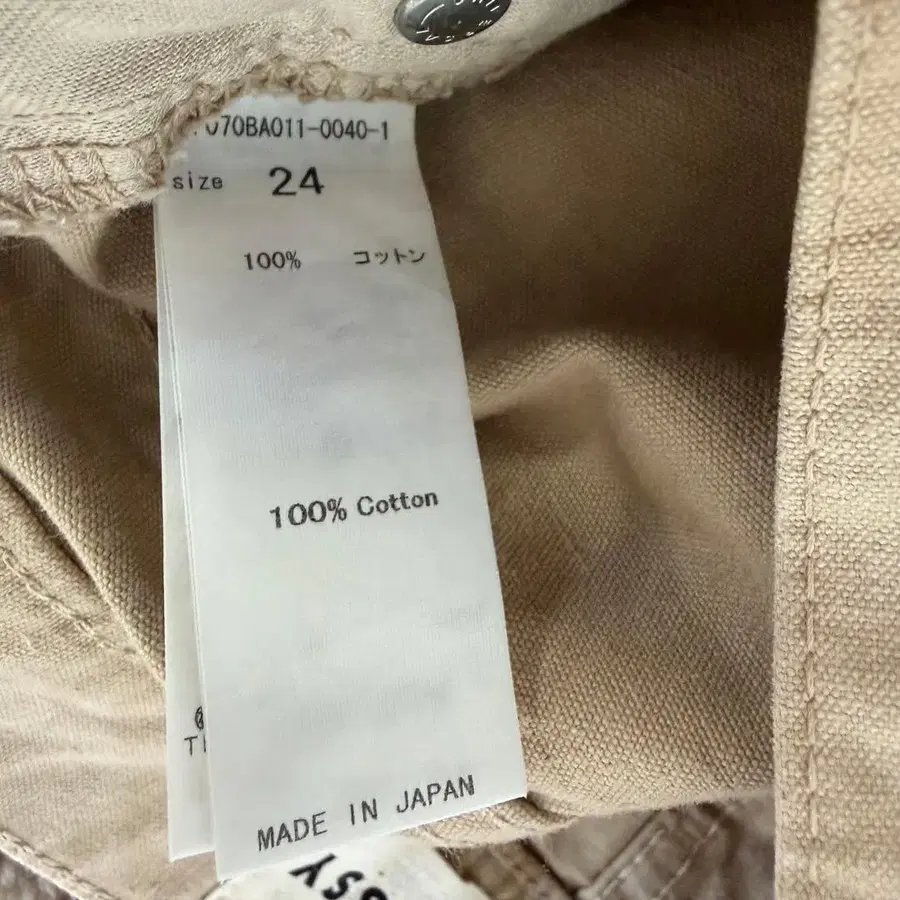 070BA011-0040-1
size 24
100% コットン
100% Cotton
MADE IN JAPAN